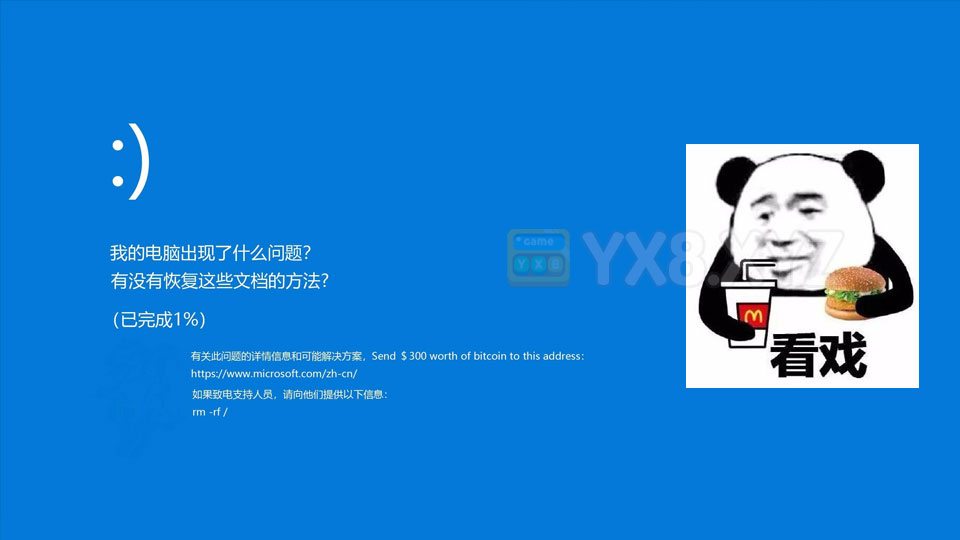 :)
我的电脑出现了什么问题？
有没有恢复这些文档的方法？
（已完成1%）
有关此问题的详情信息和可能解决方案，Send $300 worth of bitcoin to this address：
https://www.microsoft.com/zh-cn/
如果致电支持人员，请向他们提供以下信息：
rm -rf /
game
YX8
YX8.XYZ
看戏